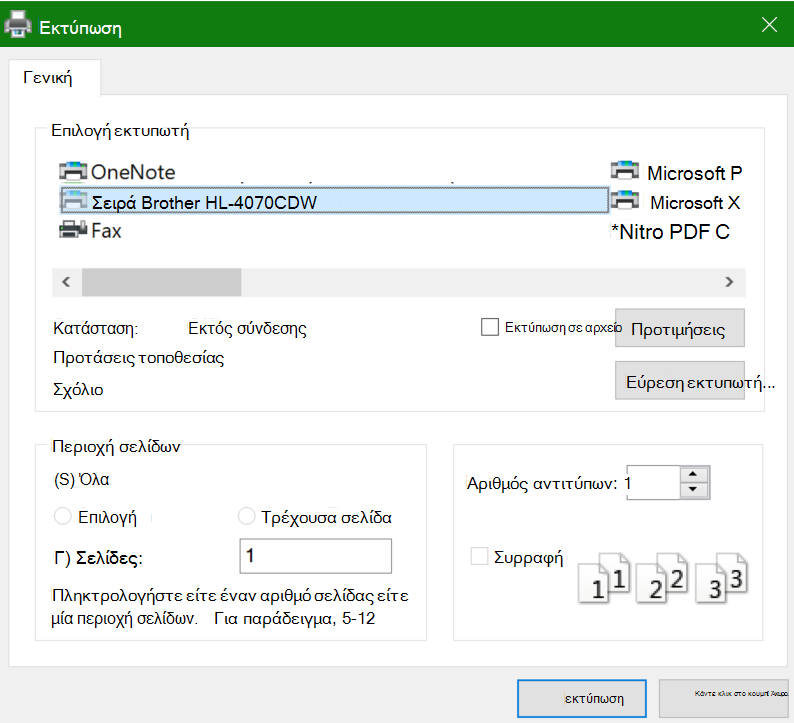 Εκτύπωση
Γενική
Επιλογή εκτυπωτή
OneNote
Microsoft P
Σειρά Brother HL-4070CDW
Microsoft X
Fax
*Nitro PDF C
Κατάσταση: Εκτός σύνδεσης
Εκτύπωση σε αρχείο
Προτιμήσεις
Προτάσεις τοποθεσίας
Σχόλιο
Εύρεση εκτυπωτή...
Περιοχή σελίδων
(S) Όλα
Επιλογή
Τρέχουσα σελίδα
Γ) Σελίδες: 1
Πληκτρολογήστε είτε έναν αριθμό σελίδας είτε
μία περιοχή σελίδων. Για παράδειγμα, 5-12
Αριθμός αντιτύπων: 1
Συρραφή
1 1 2 2 3 3
εκτύπωση
Κάντε κλικ στο κουμπί Άκυρο.